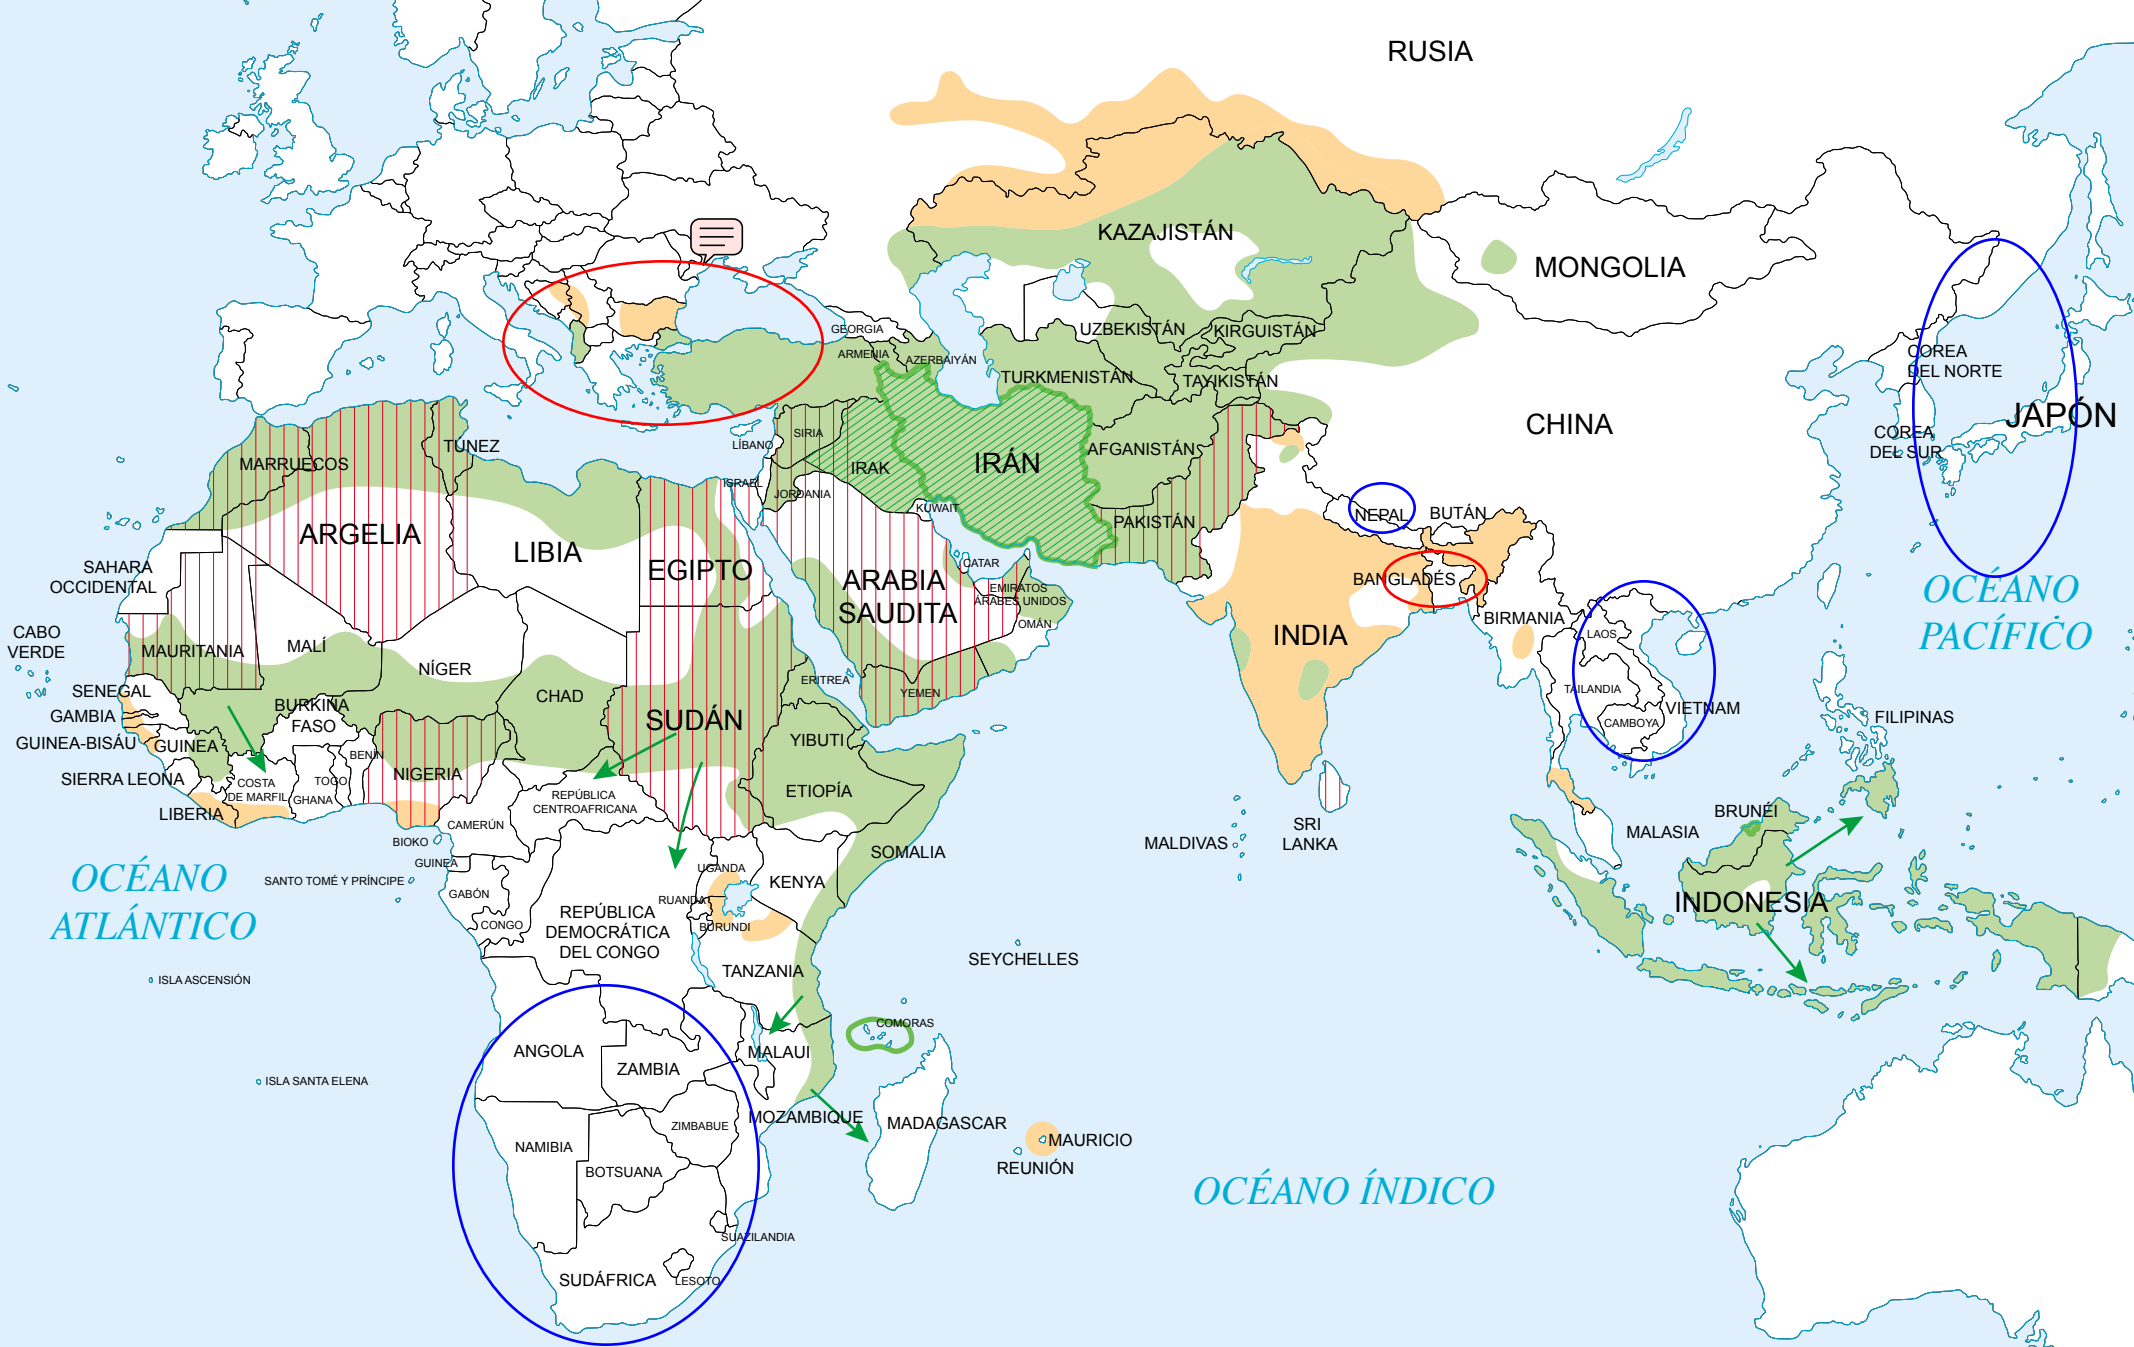 RUSIA
KAZAJISTÁN
MONGOLIA
GEORGIA
ARMENIA
AZERBAIYÁN
UZBEKISTÁN
KIRGUISTÁN
TURKMENISTÁN
TAYIKISTÁN
COREA
DEL NORTE
JAPÓN
COREA
DEL SUR
CHINA
TÚNEZ
MARRUECOS
LÍBANO
SIRIA
IRAK
IRÁN
AFGANISTÁN
ISRAEL
JORDANIA
KUWAIT
PAKISTÁN
NEPAL
BUTÁN
ARGELIA
LIBIA
EGIPTO
SAHARA
OCCIDENTAL
ARABIA
SAUDITA
CATAR
EMIRATOS
ÁRABES UNIDOS
OMÁN
BANGLADÉS
OCÉANO
PACÍFICO
CABO
VERDE
MAURITANIA
MALÍ
NÍGER
CHAD
SUDÁN
ERITREA
YEMEN
INDIA
BIRMANIA
LAOS
TAILANDIA
CAMBOYA
VIETNAM
FILIPINAS
SENEGAL
GAMBIA
GUINEA-BISÁU
GUINEA
SIERRA LEONA
LIBERIA
BURKINA
FASO
COSTA
DE MARFIL
GHANA
TOGO
BENÍN
NIGERIA
YIBUTI
ETIOPÍA
REPÚBLICA
CENTROAFRICANA
CAMERÚN
BIOKO
GUINEA
SANTO TOMÉ Y PRÍNCIPE
GABÓN
CONGO
REPÚBLICA
DEMOCRÁTICA
DEL CONGO
UGANDA
RUANDA
BURUNDI
KENYA
SOMALIA
MALDIVAS
SRI
LANKA
BRUNÉI
MALASIA
INDONESIA
OCÉANO
ATLÁNTICO
ISLA ASCENSIÓN
TANZANIA
SEYCHELLES
COMORAS
ISLA SANTA ELENA
ANGOLA
ZAMBIA
MALAUI
NAMIBIA
BOTSUANA
ZIMBABUE
MOZAMBIQUE
MADAGASCAR
MAURICIO
REUNIÓN
OCÉANO ÍNDICO
SUAZILANDIA
SUDÁFRICA
LESOTO